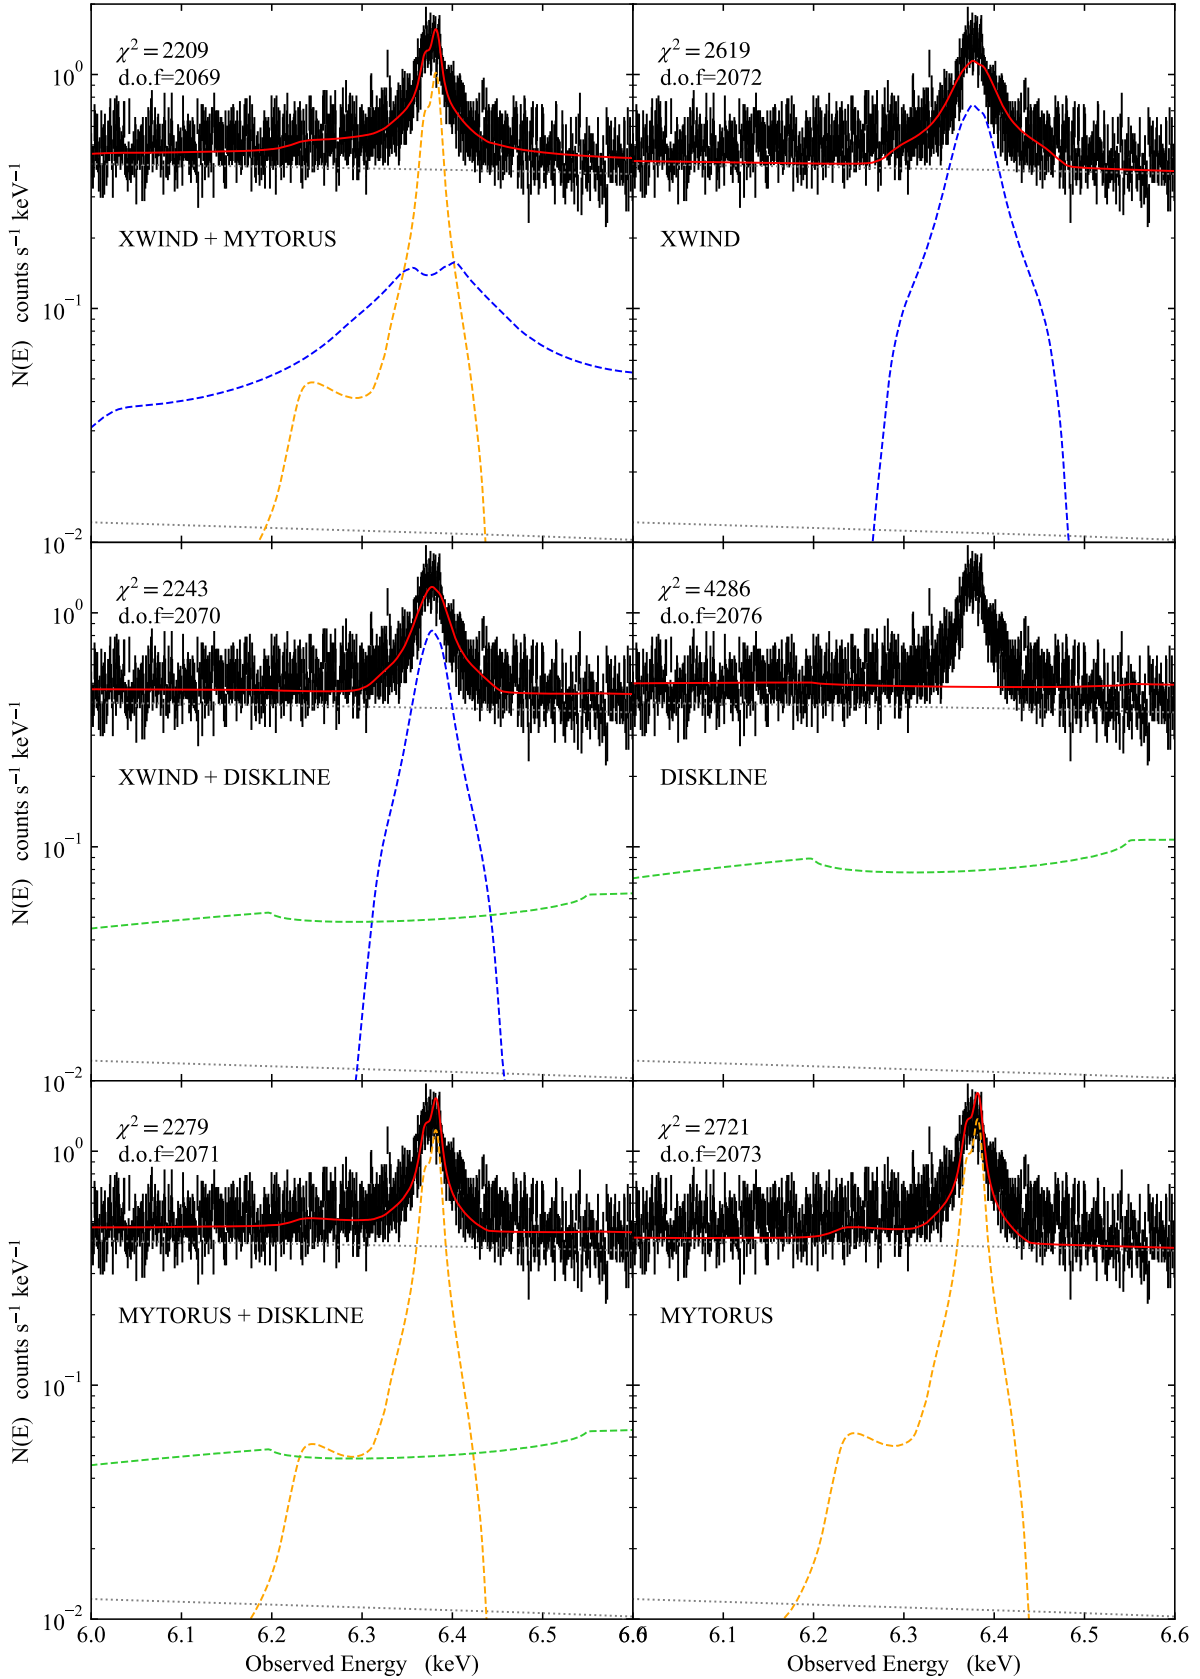 χ² = 2209
d.o.f=2069
XWIND + MYTORUS
10⁰
10⁻¹
10⁻²
N(E) counts s⁻¹ keV⁻¹
χ² = 2619
d.o.f=2072
XWIND
χ² = 2243
d.o.f=2070
XWIND + DISKLINE
10⁰
10⁻¹
10⁻²
N(E) counts s⁻¹ keV⁻¹
χ² = 4286
d.o.f=2076
DISKLINE
χ² = 2279
d.o.f=2071
MYTORUS + DISKLINE
10⁰
10⁻¹
10⁻²
N(E) counts s⁻¹ keV⁻¹
χ² = 2721
d.o.f=2073
MYTORUS
6.0 6.1 6.2 6.3 6.4 6.5 6.6
6.0 6.1 6.2 6.3 6.4 6.5 6.6
Observed Energy (keV)
Observed Energy (keV)